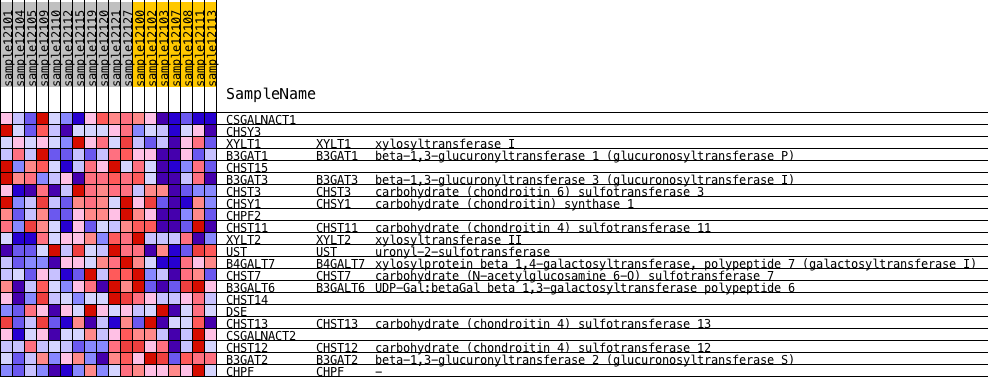 sample12101
sample12104
sample12105
sample12109
sample12110
sample12112
sample12115
sample12119
sample12120
sample12121
sample12127
sample12100
sample12102
sample12103
sample12107
sample12108
sample12111
sample12113
SampleName
CSGALNACT1
CHSY3
XYLT1 XYLT1 xylosyltransferase I
B3GAT1 B3GAT1 beta-1,3-glucuronyltransferase 1 (glucuronosyltransferase P)
CHST15
B3GAT3 B3GAT3 beta-1,3-glucuronyltransferase 3 (glucuronosyltransferase I)
CHST3 CHST3 carbohydrate (chondroitin 6) sulfotransferase 3
CHSY1 CHSY1 carbohydrate (chondroitin) synthase 1
CHPF2
CHST11 CHST11 carbohydrate (chondroitin 4) sulfotransferase 11
XYLT2 XYLT2 xylosyltransferase II
UST UST uronyl-2-sulfotransferase
B4GALT7 B4GALT7 xylosylprotein beta 1,4-galactosyltransferase, polypeptide 7 (galactosyltransferase I)
CHST7 CHST7 carbohydrate (N-acetylglucosamine 6-O) sulfotransferase 7
B3GALT6 B3GALT6 UDP-Gal:betaGal beta 1,3-galactosyltransferase polypeptide 6
CHST14
DSE
CHST13 CHST13 carbohydrate (chondroitin 4) sulfotransferase 13
CSGALNACT2
CHST12 CHST12 carbohydrate (chondroitin 4) sulfotransferase 12
B3GAT2 B3GAT2 beta-1,3-glucuronyltransferase 2 (glucuronosyltransferase S)
CHPF CHPF –